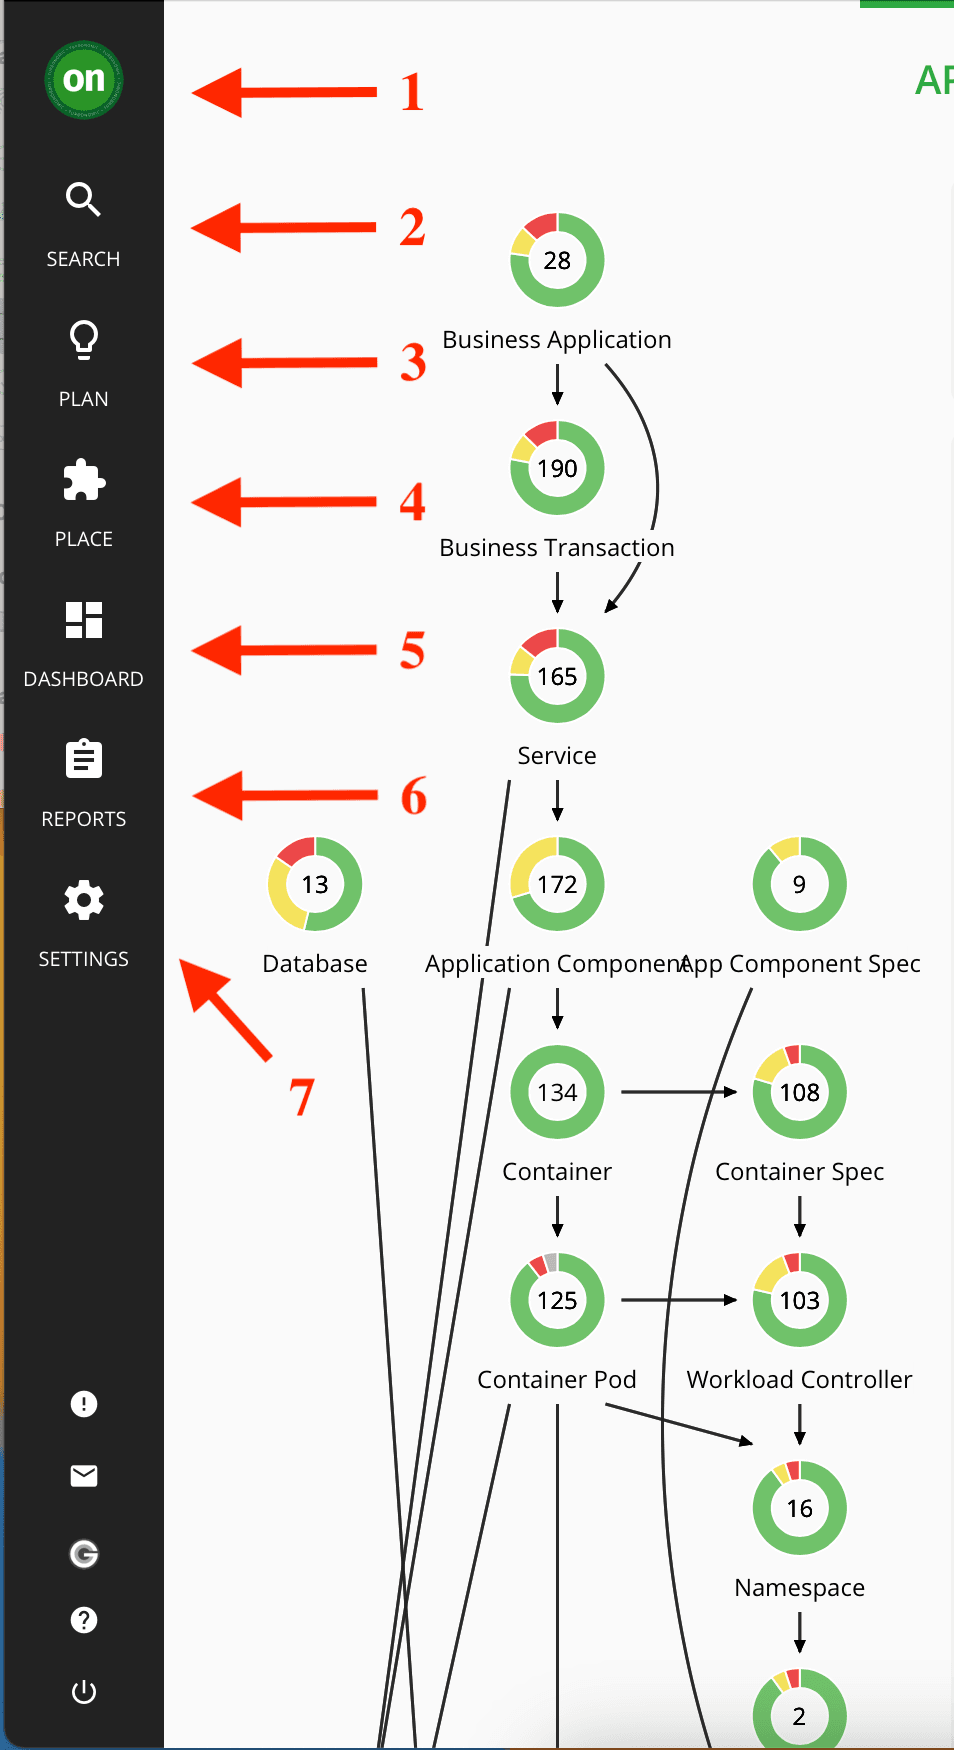 on
1
AP
SEARCH
2
28
Business Application
PLAN
3
190
Business Transaction
PLACE
4
165
Service
DASHBOARD
5
REPORTS
6
13
Database
172
Application Component
9
App Component Spec
SETTINGS
7
134
Container
108
Container Spec
125
Container Pod
103
Workload Controller
16
Namespace
2
G
?